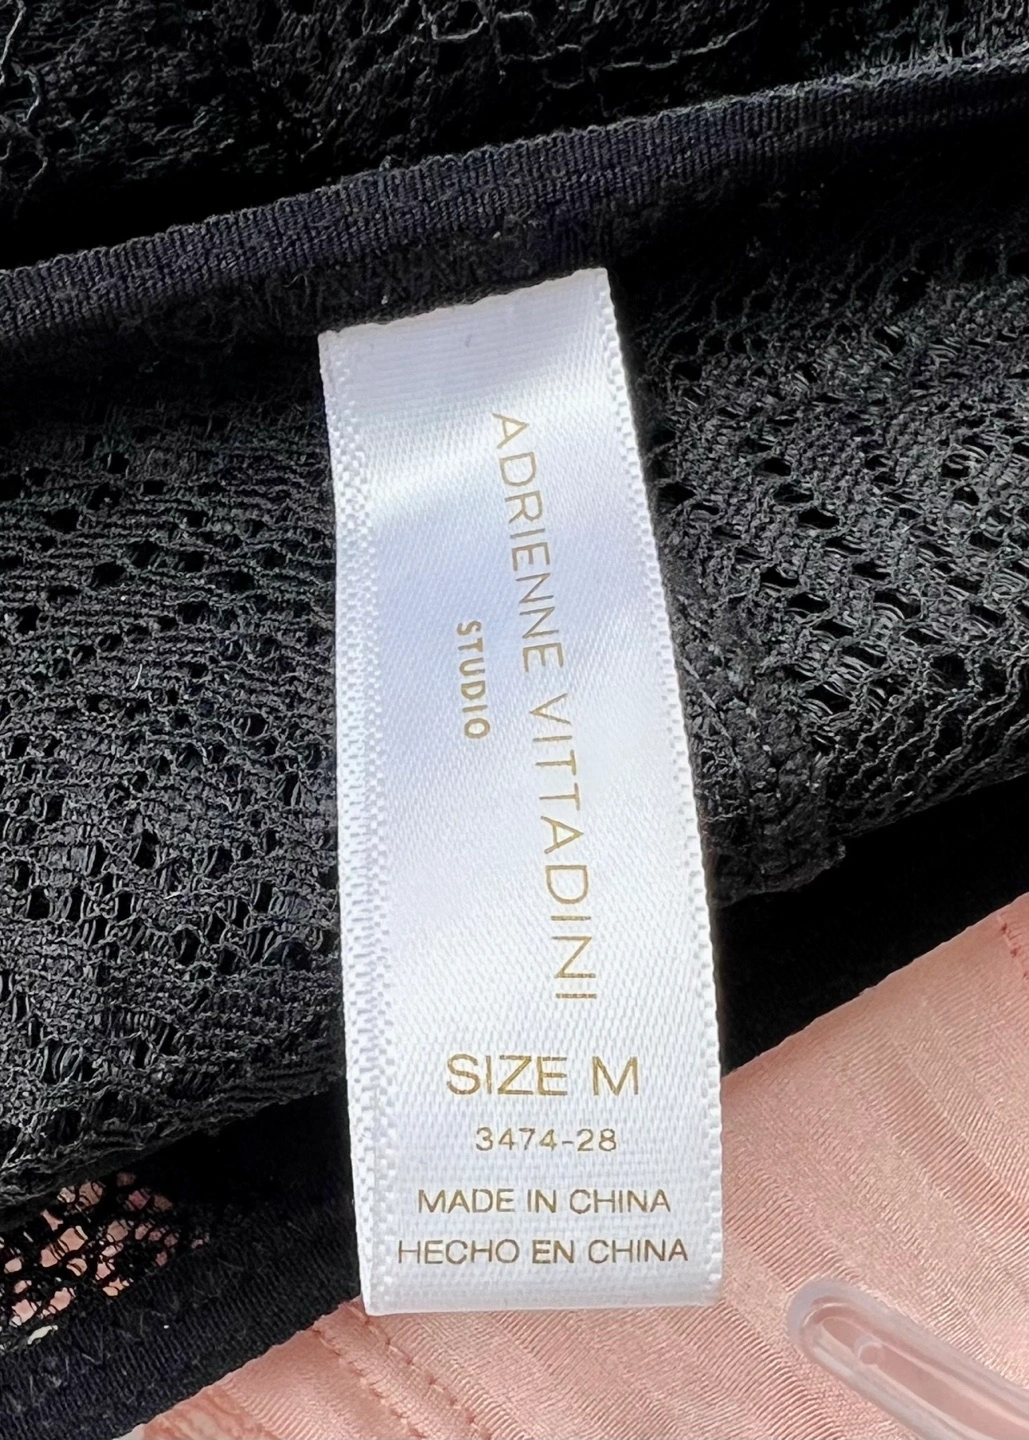 ADRIENNE VITTADINI
STUDIO
SIZE M
3474-28
MADE IN CHINA
HECHO EN CHINA